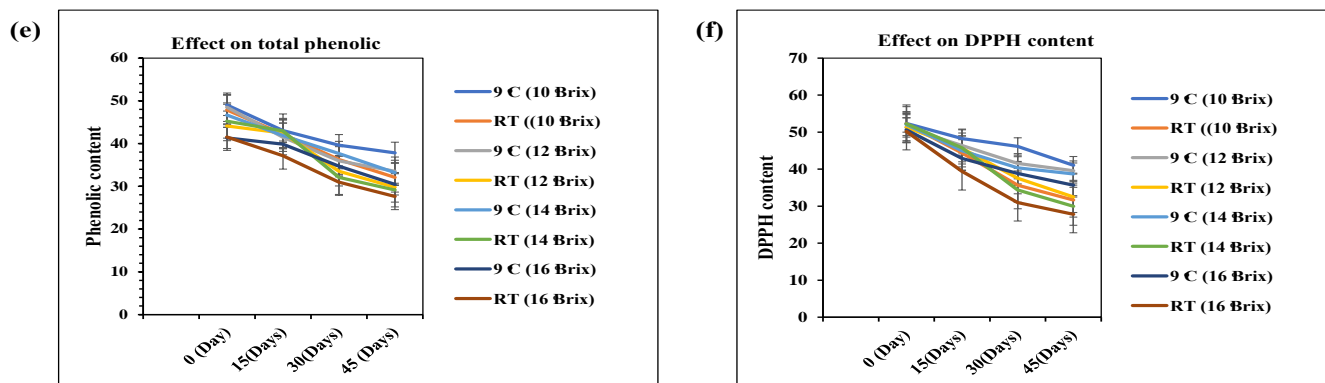 (e)
Effect on total phenolic
Phenolic content
60
50
40
30
20
10
0
0 (Day)
15(Days)
30(Days)
45 (Days)
9 C (10 Brix)
RT ((10 Brix)
9 C (12 Brix)
RT (12 Brix)
9 C (14 Brix)
RT (14 Brix)
9 C (16 Brix)
RT (16 Brix)
(f)
Effect on DPPH content
DPPH content
70
60
50
40
30
20
10
0
0 (Day)
15(Days)
30(Days)
45 (Days)
9 C (10 Brix)
RT ((10 Brix)
9 C (12 Brix)
RT (12 Brix)
9 C (14 Brix)
RT (14 Brix)
9 C (16 Brix)
RT (16 Brix)